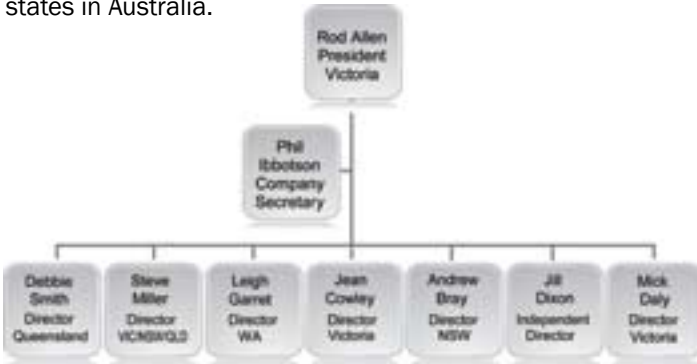 states in Australia.
Rod Allen
President
Victoria
Phil
Ibbotson
Company
Secretary
Debbie
Smith
Director
Queensland
Steve
Miller
Director
VIC/NSW/QLD
Leigh
Garret
Director
WA
Jean
Cowley
Director
Victoria
Andrew
Bray
Director
NSW
Jill
Dixon
Independent
Director
Mick
Daly
Director
Victoria